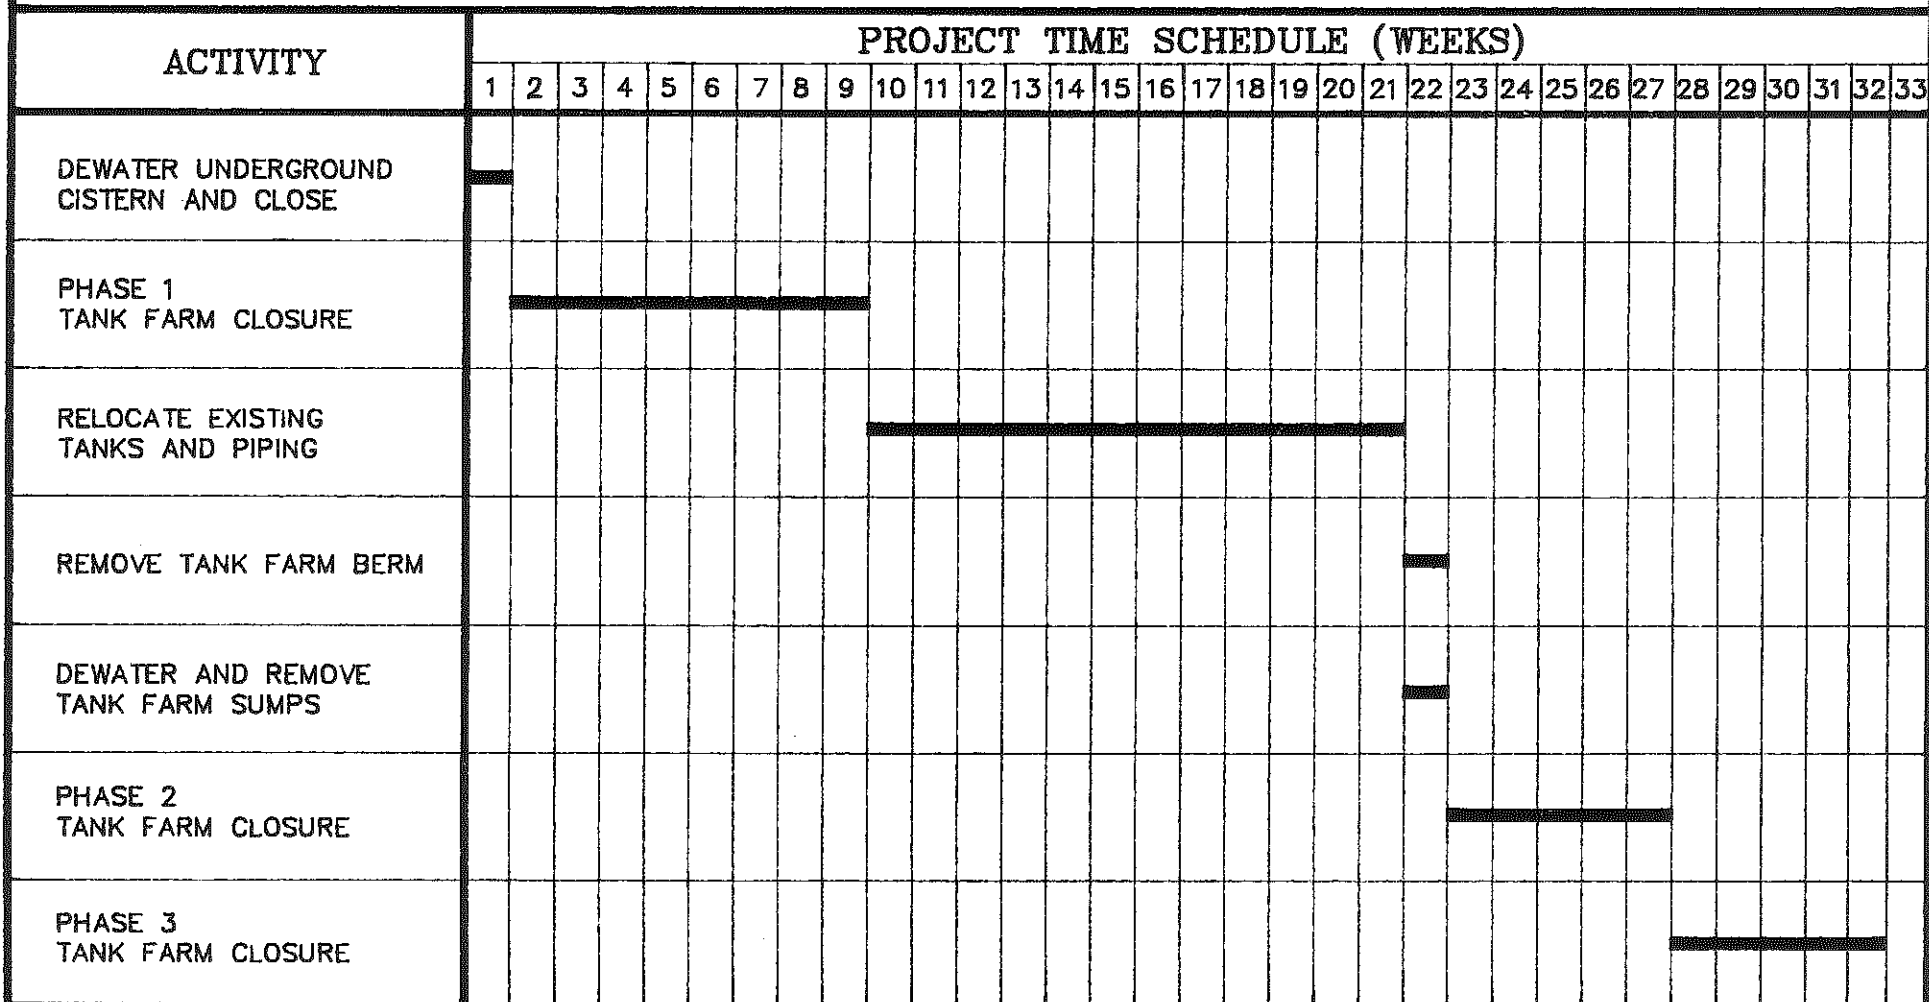 ACTIVITY
PROJECT TIME SCHEDULE (WEEKS)
1 2 3 4 5 6 7 8 9 10 11 12 13 14 15 16 17 18 19 20 21 22 23 24 25 26 27 28 29 30 31 32 33
DEWATER UNDERGROUND
CISTERN AND CLOSE
PHASE 1
TANK FARM CLOSURE
RELOCATE EXISTING
TANKS AND PIPING
REMOVE TANK FARM BERM
DEWATER AND REMOVE
TANK FARM SUMPS
PHASE 2
TANK FARM CLOSURE
PHASE 3
TANK FARM CLOSURE